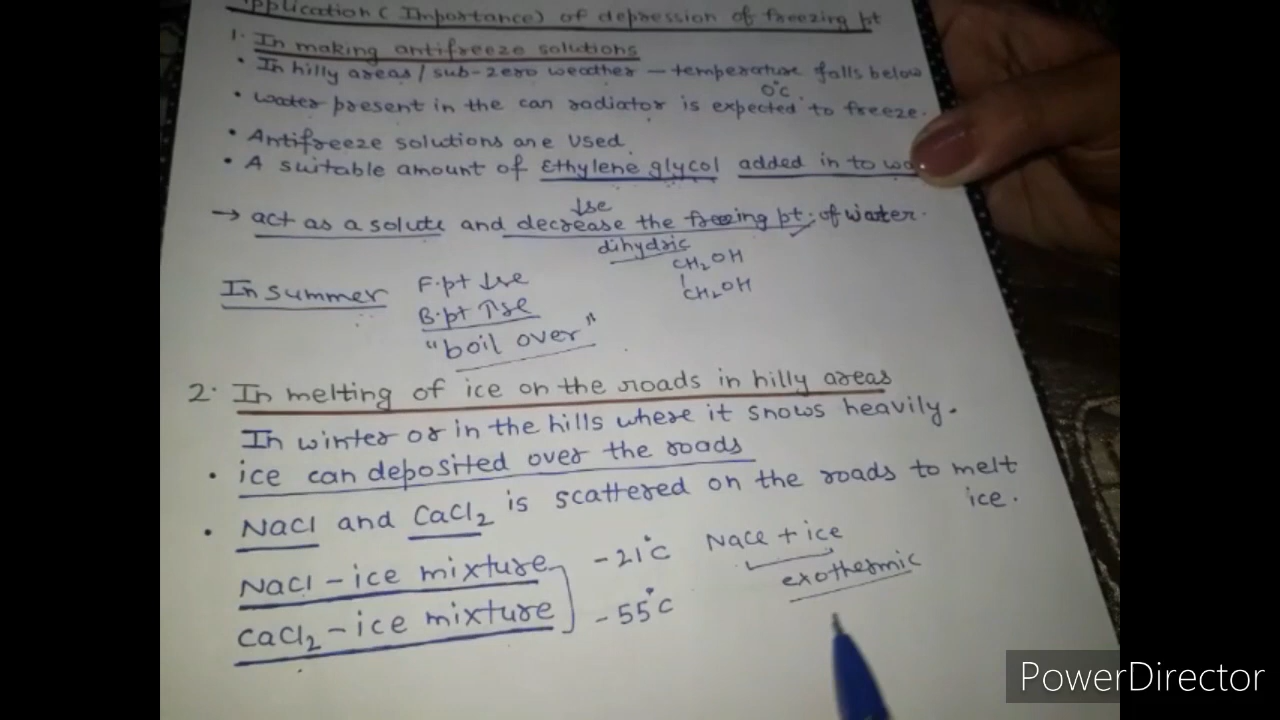 Application (Importance) of depression of freezing pt
1. In making antifreeze solutions
• In hilly areas / sub-zero weather – temperature falls below 0°C.
• water present in the car radiator is expected to freeze.
• Antifreeze solutions are used.
• A suitable amount of Ethylene glycol added in to
↓se
→ act as a solute and decrease the freezing pt. of water.
dihydric
CH2OH
|
CH2OH
In summer
F.pt ↓se
B.pt ↑se
"boil over"
2. In melting of ice on the roads in hilly areas
In winter or in the hills where it snows heavily.
• ice can deposited over the roads
• NaCl and CaCl2 is scattered on the roads to melt ice.
NaCl – ice mixture -21°C
NaCl + ice
exothermic
CaCl2 – ice mixture -55°C
PowerDirector